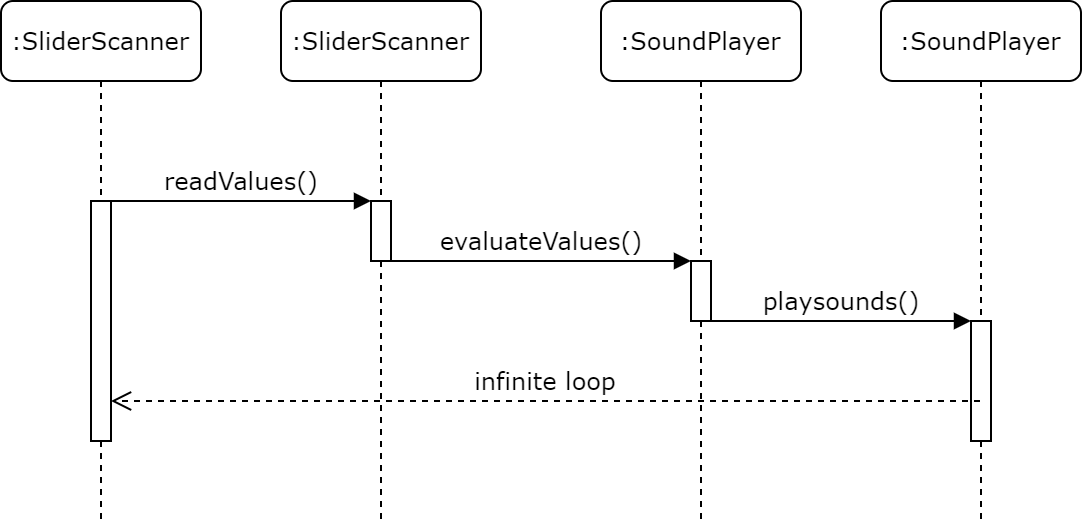 :SliderScanner
:SliderScanner
:SoundPlayer
:SoundPlayer
readValues()
evaluateValues()
playsounds()
infinite loop